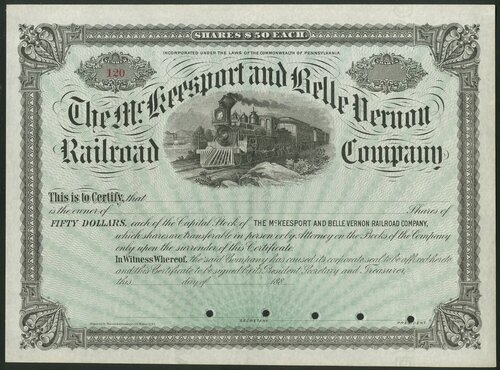 SHARES $50 EACH.
INCORPORATED UNDER THE LAWS OF THE COMMONWEALTH OF PENNSYLVANIA.
120
The McKeesport and Belle Vernon
Railroad Company
This is to Certify, that
is the owner of Shares of
FIFTY DOLLARS, each of the Capital Stock of THE MCKEESPORT AND BELLE VERNON RAILROAD COMPANY,
which shares are transferable in person or by Attorney on the Books of the Company
only upon the surrender of this Certificate.
In Witness Whereof, the said Company has caused its corporate seal to be affixed hereto
and this Certificate to be signed by its President Secretary and Treasurer,
this day of 188
SECRETARY.
PRESIDENT.